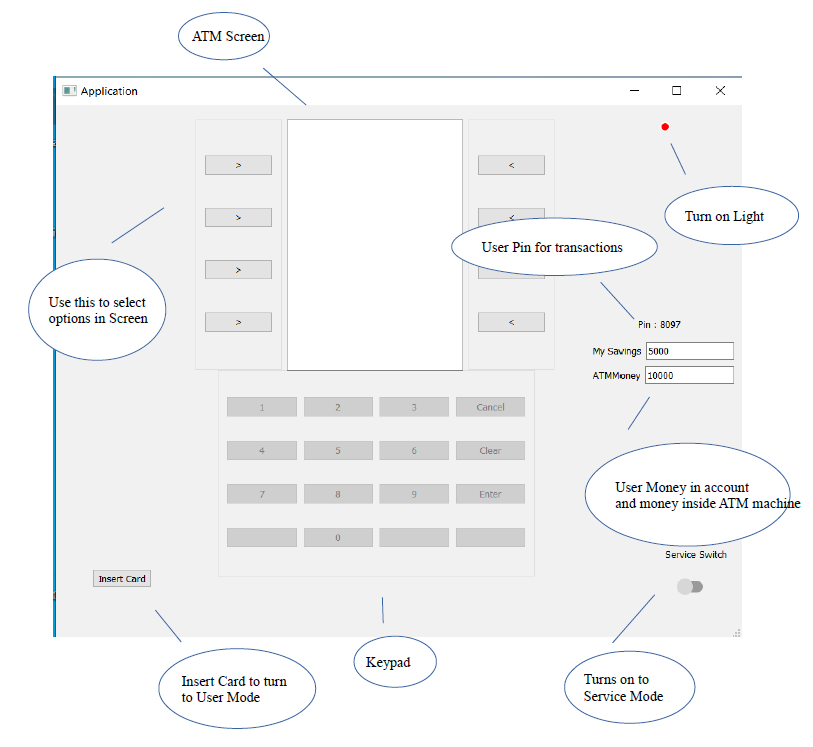 ATM Screen
Application
>
<
>
<
Turn on Light
User Pin for transactions
>
Use this to select
options in Screen
>
<
Pin : 8097
My Savings 5000
ATMMoney 10000
1 2 3 Cancel
4 5 6 Clear
7 8 9 Enter
0
User Money in account
and money inside ATM machine
Service Switch
Insert Card
Keypad
Insert Card to turn
to User Mode
Turns on to
Service Mode